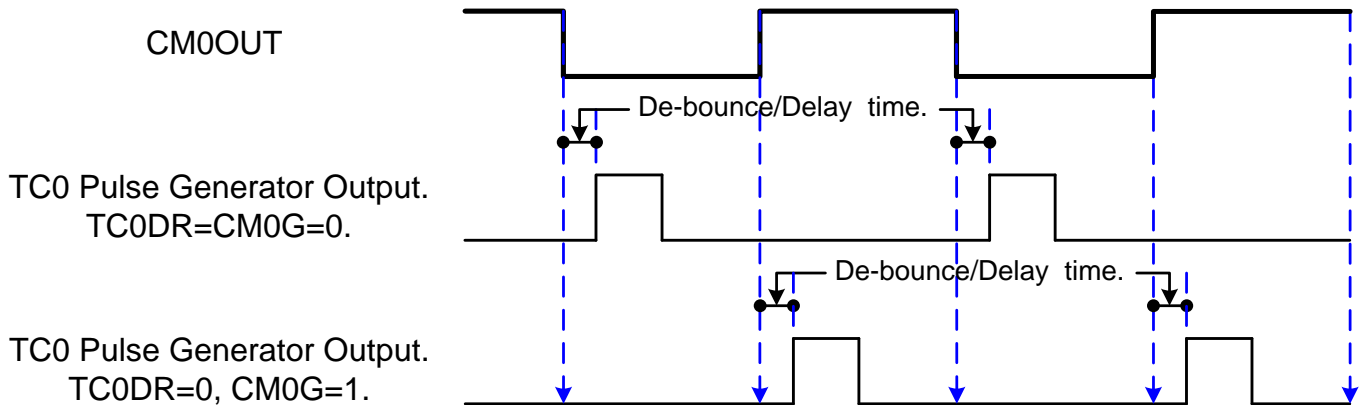 CM0OUT
De-bounce/Delay time.
TC0 Pulse Generator Output.
TC0DR=CM0G=0.
De-bounce/Delay time.
TC0 Pulse Generator Output.
TC0DR=0, CM0G=1.